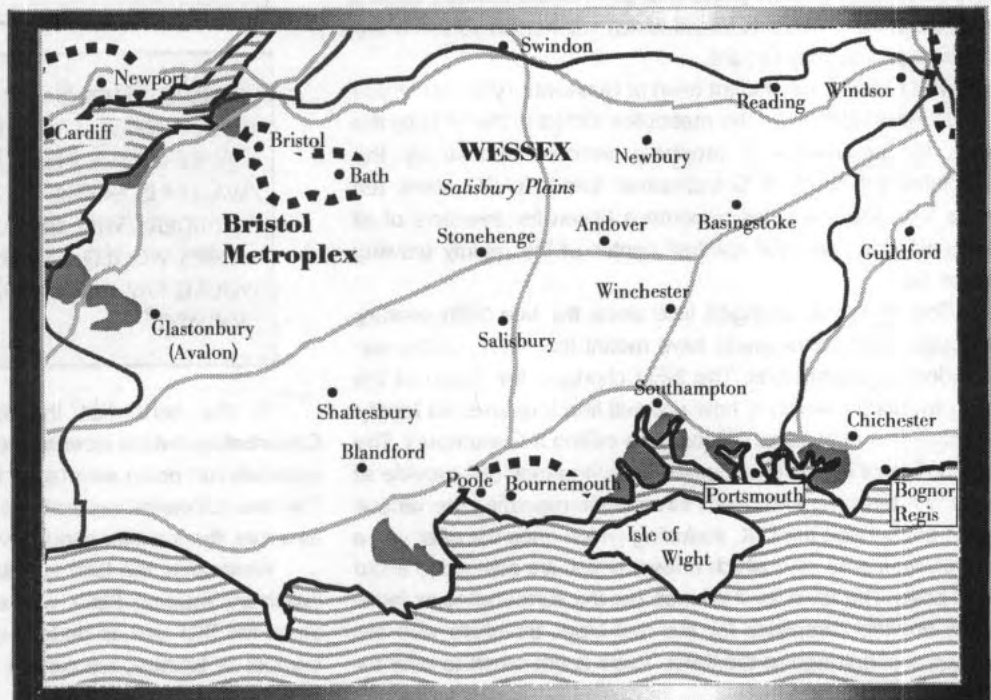 Swindon
Newport
Reading
Windsor
Cardiff
Bristol
WESSEX
Newbury
Bath
Salisbury Plains
Bristol
Metroplex
Stonehenge
Andover
Basingstoke
Guildford
Winchester
Glastonbury
(Avalon)
Salisbury
Southampton
Shaftesbury
Chichester
Blandford
Poole
Bournemouth
Portsmouth
Bognor
Regis
Isle of
Wight